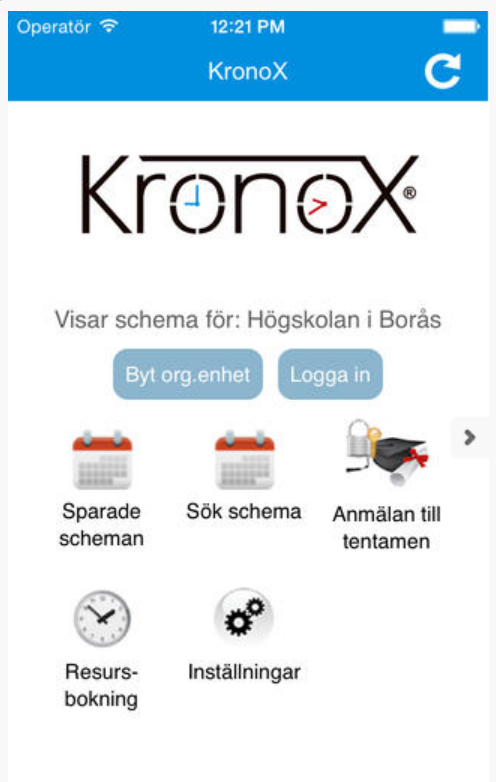 Operatör 12:21 PM
KronoX
KronoX®
Visar schema för: Högskolan i Borås
Byt org.enhet Logga in
Sparade scheman
Sök schema
Anmälan till tentamen
Resurs-
bokning
Inställningar